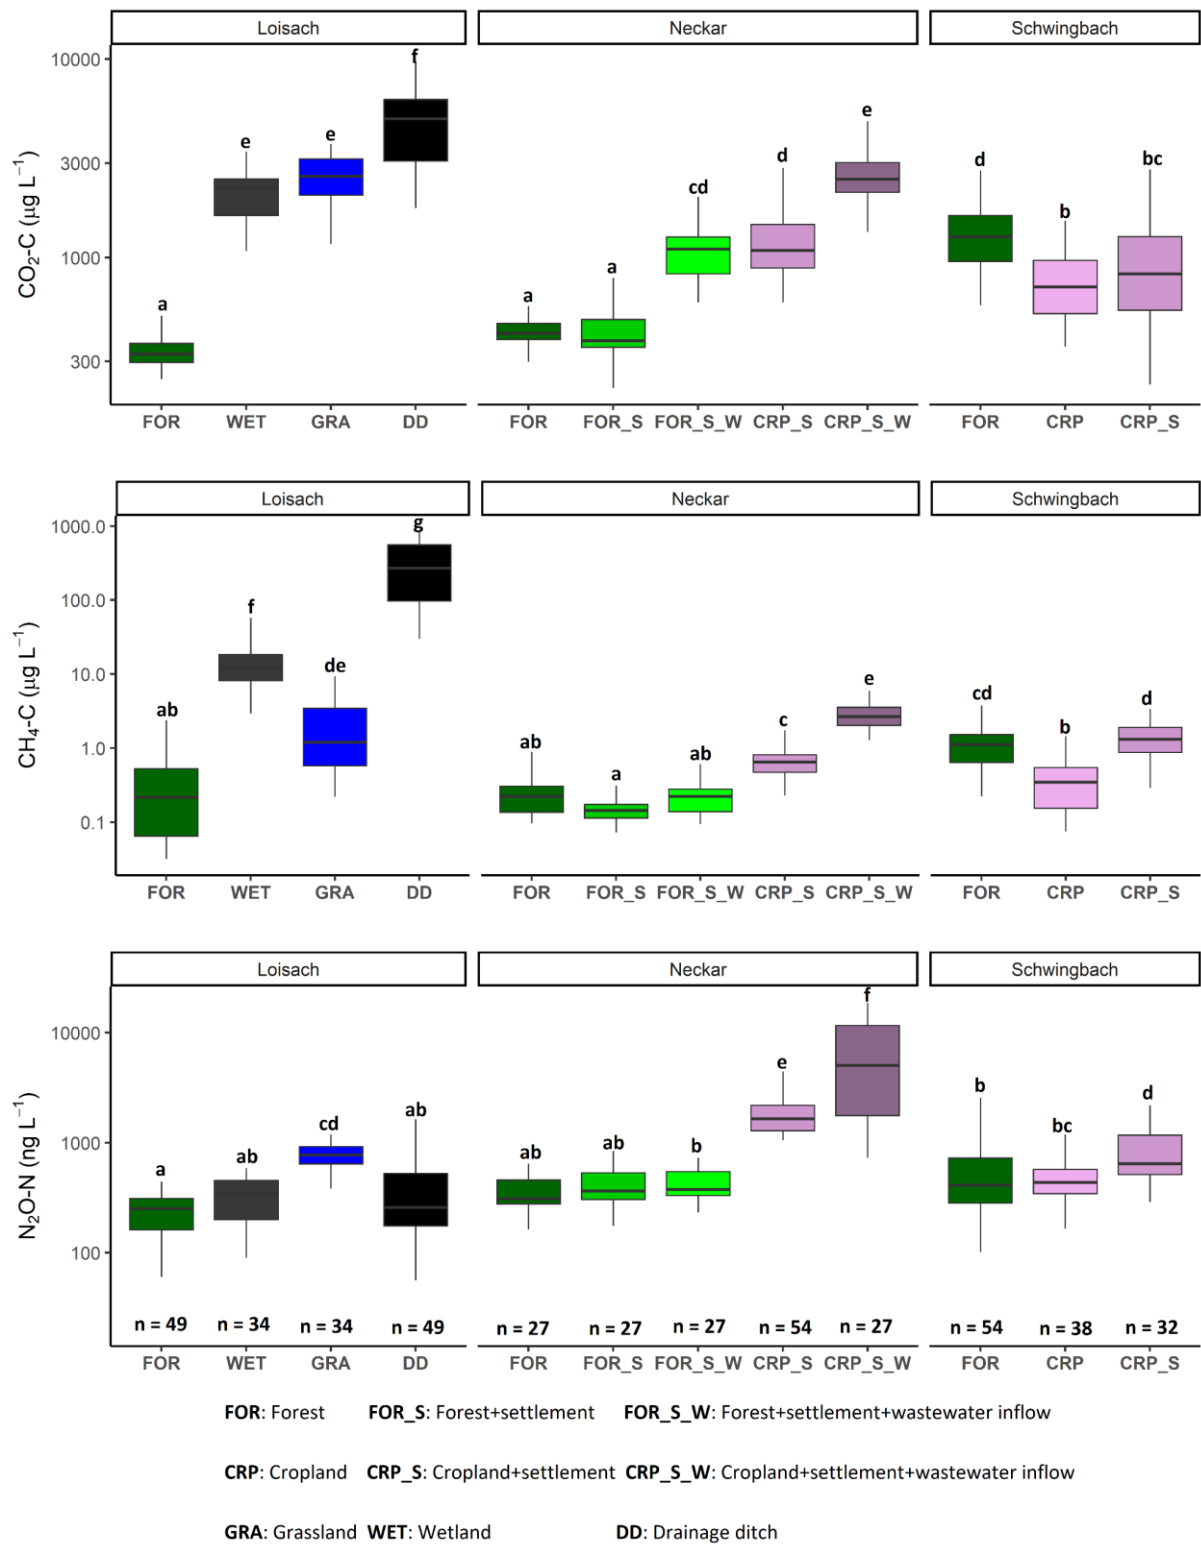 Loisach Neckar Schwingbach
CO₂-C (µg L⁻¹)
10000
3000
1000
300
a e e f a a cd d e d b bc
FOR WET GRA DD FOR FOR_S FOR_S_W CRP_S CRP_S_W FOR CRP CRP_S
Loisach Neckar Schwingbach
CH₄-C (µg L⁻¹)
1000.0
100.0
10.0
1.0
0.1
ab f de g ab a ab c e cd b d
FOR WET GRA DD FOR FOR_S FOR_S_W CRP_S CRP_S_W FOR CRP CRP_S
Loisach Neckar Schwingbach
N₂O-N (ng L⁻¹)
10000
1000
100
a ab cd ab ab ab b e f b bc d
n = 49 n = 34 n = 34 n = 49 n = 27 n = 27 n = 27 n = 54 n = 27 n = 54 n = 38 n = 32
FOR WET GRA DD FOR FOR_S FOR_S_W CRP_S CRP_S_W FOR CRP CRP_S
FOR: Forest FOR_S: Forest+settlement FOR_S_W: Forest+settlement+wastewater inflow
CRP: Cropland CRP_S: Cropland+settlement CRP_S_W: Cropland+settlement+wastewater inflow
GRA: Grassland WET: Wetland DD: Drainage ditch